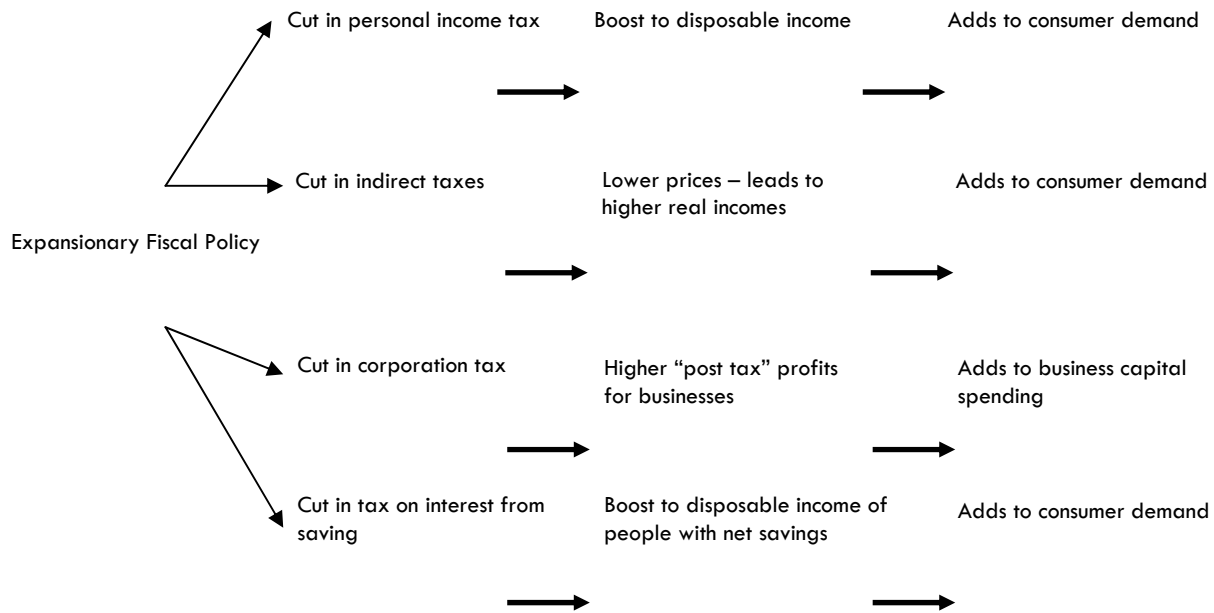 Cut in personal income tax
Boost to disposable income
Adds to consumer demand
Cut in indirect taxes
Lower prices – leads to
higher real incomes
Adds to consumer demand
Expansionary Fiscal Policy
Cut in corporation tax
Higher “post tax” profits
for businesses
Adds to business capital
spending
Cut in tax on interest from
saving
Boost to disposable income of
people with net savings
Adds to consumer demand